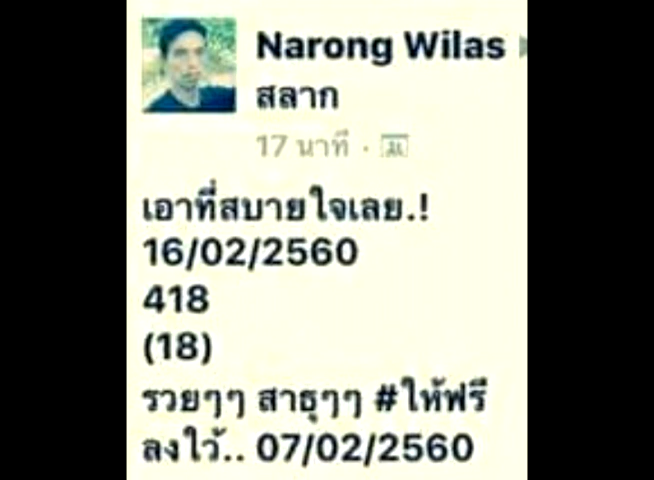 Narong Wilas
สลาก
17 นาที ·
เอาที่สบายใจเลย.!
16/02/2560
418
(18)
รวยๆๆ สาธุๆๆ #ให้ฟรี
ลงใว้.. 07/02/2560